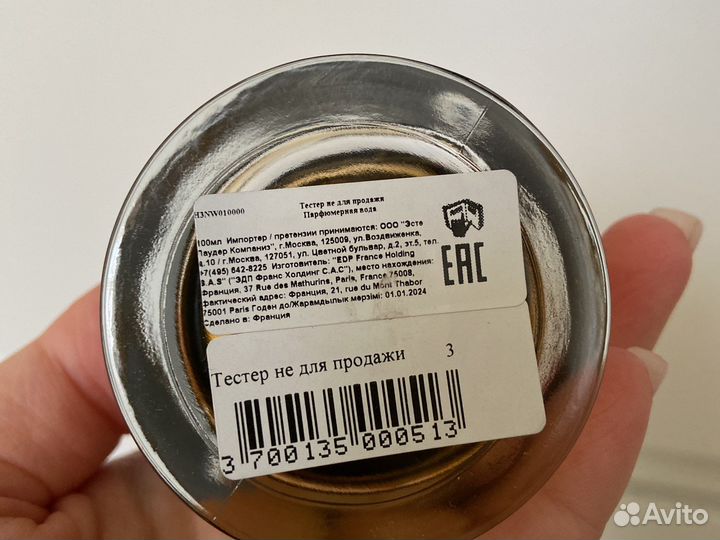 H3NW010000
Тестер не для продажи
Парфюмерная вода
100мл Импортер / претензии принимаются: ООО "Эсте
Лаудер Компаниз", г.Москва, 125009, ул.Воздвиженка,
д.10 / г.Москва, 127051, ул. Цветной бульвар, д.2, эт.5, тел.
+7(495) 642-8225 Изготовитель: "EDP France Holding
S.A.S" ("ЭДП Франс Холдинг С.А.С"), место нахождения:
Франция, 37 Rue des Mathurins, Paris, France 75008,
фактический адрес: Франция, 21, rue du Mont Thabor
75001 Paris Годен до/Жарамдылык мерзімі: 01.01.2024
Сделано в: Франция
EAC
Тестер не для продажи 3
3 700135 000513
Avito